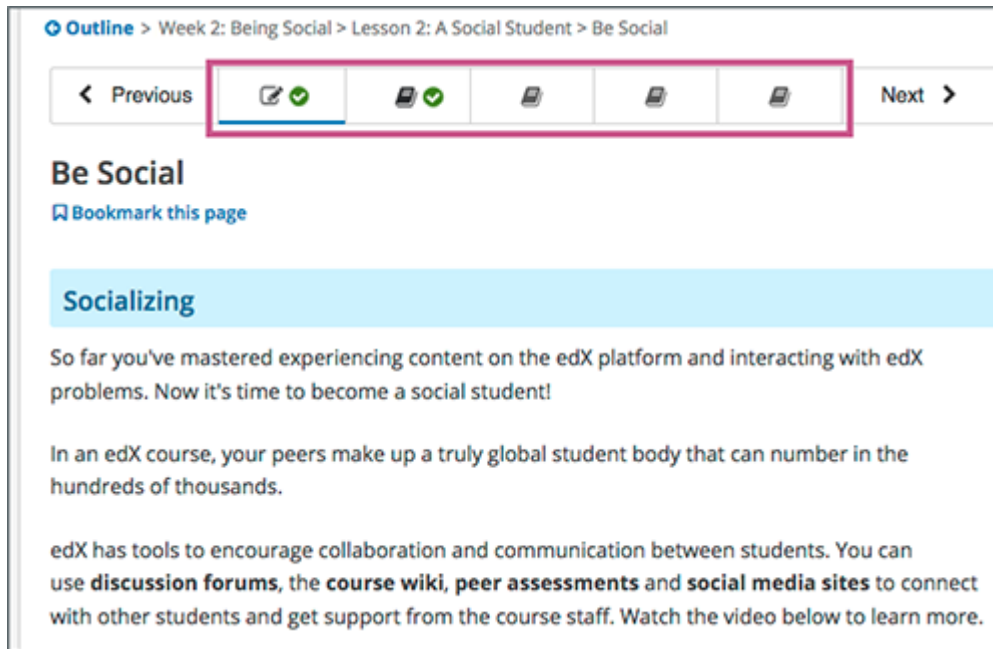 Outline > Week 2: Being Social > Lesson 2: A Social Student > Be Social
Previous Next
Be Social
Bookmark this page
Socializing
So far you've mastered experiencing content on the edX platform and interacting with edX
problems. Now it's time to become a social student!
In an edX course, your peers make up a truly global student body that can number in the
hundreds of thousands.
edX has tools to encourage collaboration and communication between students. You can
use discussion forums, the course wiki, peer assessments and social media sites to connect
with other students and get support from the course staff. Watch the video below to learn more.